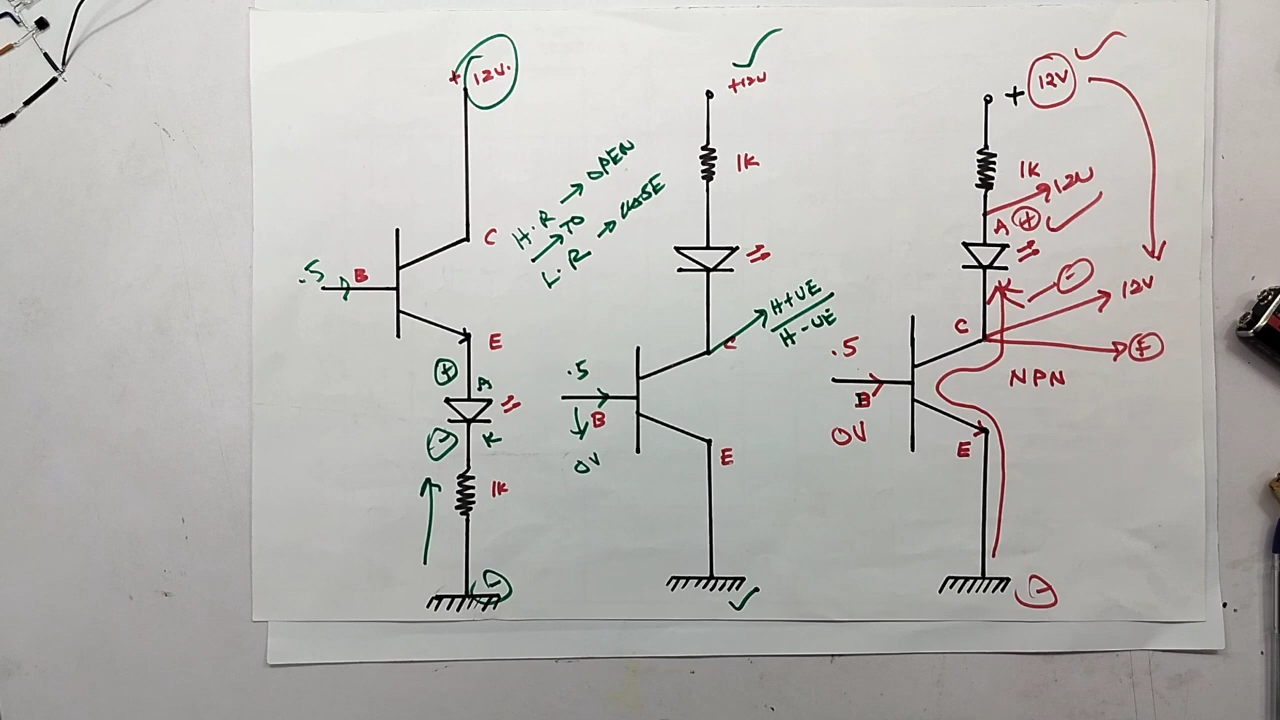 + 12V.
C
.5
B
E
+
A
-
K
1K
-
H.R → OPEN
→ TO
L.R → CLOSE
+12V
1K
H+VE
H-VE
C
.5
B
0V
E
+ 12V
1K
12V
A +
K
-
12V
C
.5
NPN
B
0V
E
-